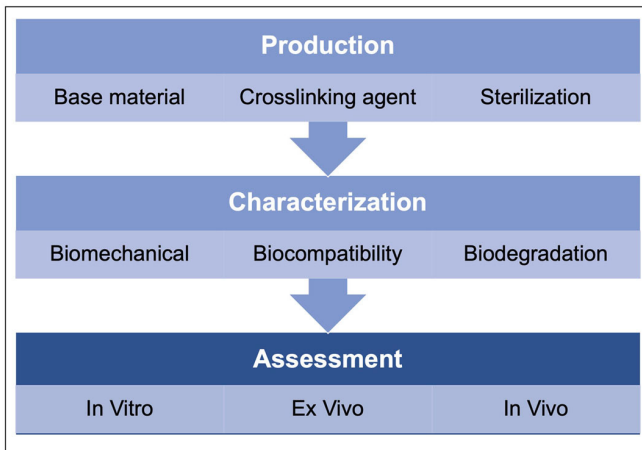 Production
Base material Crosslinking agent Sterilization
Characterization
Biomechanical Biocompatibility Biodegradation
Assessment
In Vitro Ex Vivo In Vivo